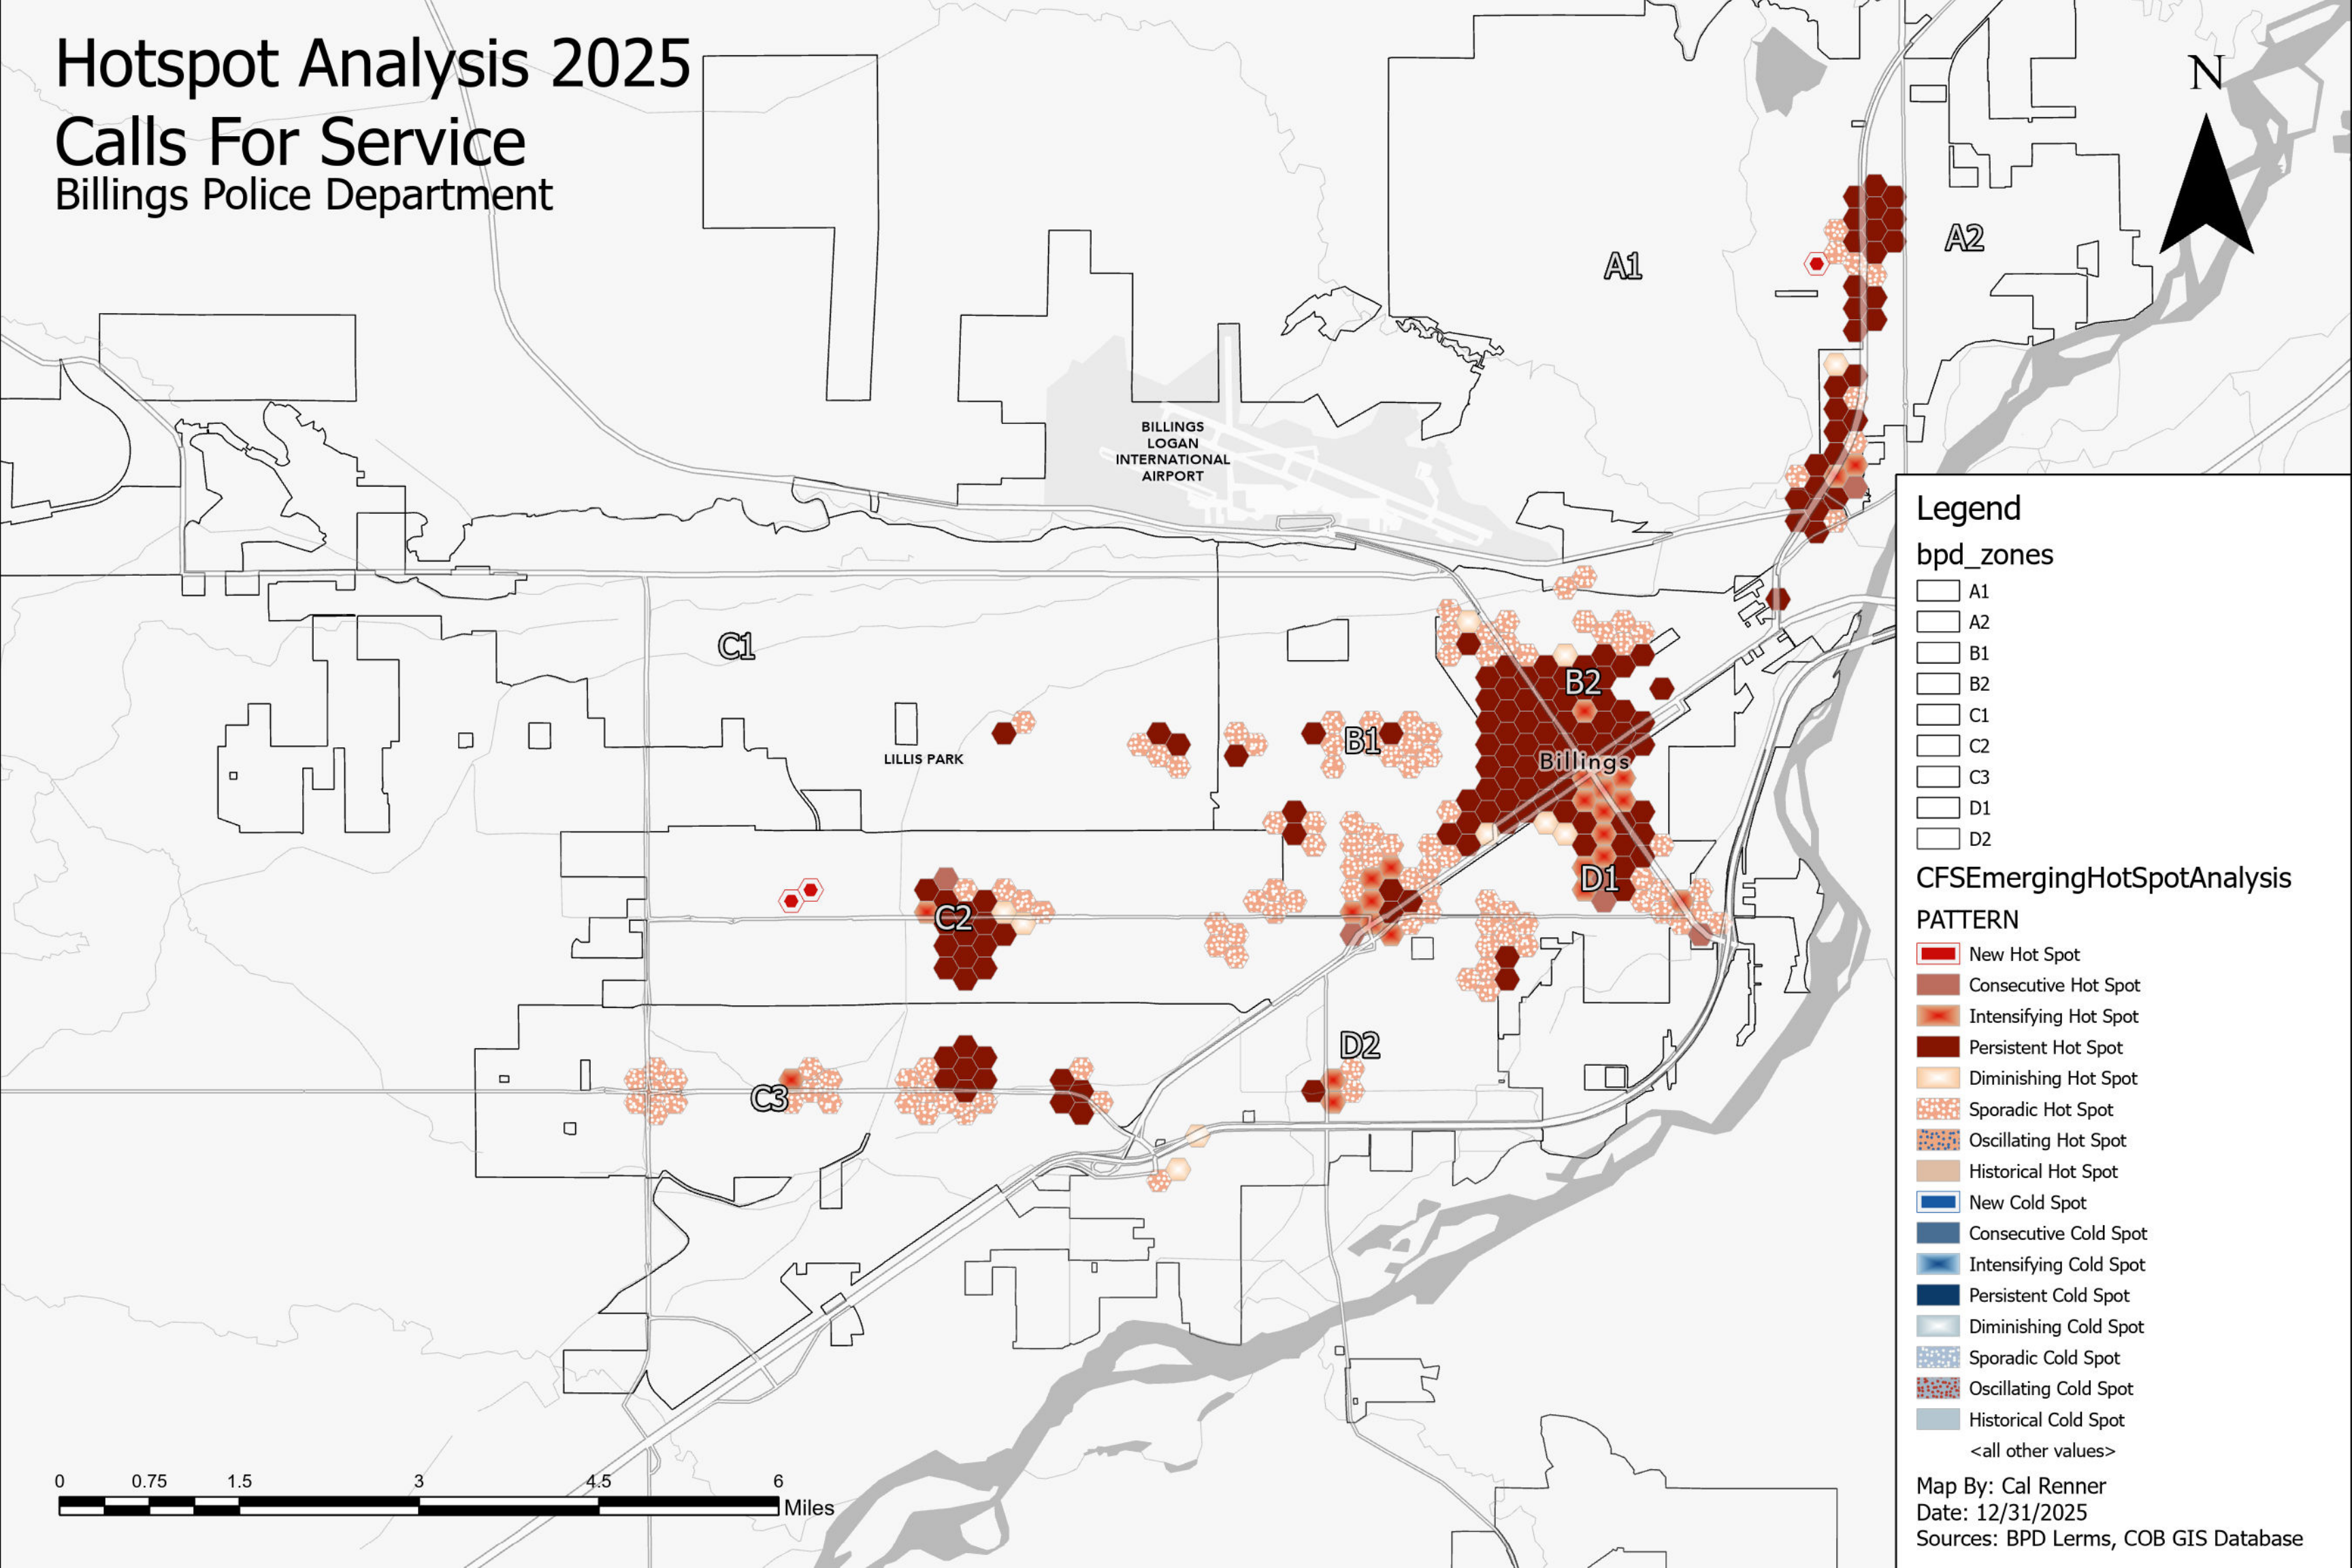 Hotspot Analysis 2025
Calls For Service
Billings Police Department
N
A1
A2
BILLINGS
LOGAN
INTERNATIONAL
AIRPORT
C1
B2
LILLIS PARK
B1
Billings
D1
C2
D2
C3
0 0.75 1.5 3 4.5 6
Miles
Legend
bpd_zones
A1
A2
B1
B2
C1
C2
C3
D1
D2
CFSEmergingHotSpotAnalysis
PATTERN
New Hot Spot
Consecutive Hot Spot
Intensifying Hot Spot
Persistent Hot Spot
Diminishing Hot Spot
Sporadic Hot Spot
Oscillating Hot Spot
Historical Hot Spot
New Cold Spot
Consecutive Cold Spot
Intensifying Cold Spot
Persistent Cold Spot
Diminishing Cold Spot
Sporadic Cold Spot
Oscillating Cold Spot
Historical Cold Spot
<all other values>
Map By: Cal Renner
Date: 12/31/2025
Sources: BPD Lerms, COB GIS Database